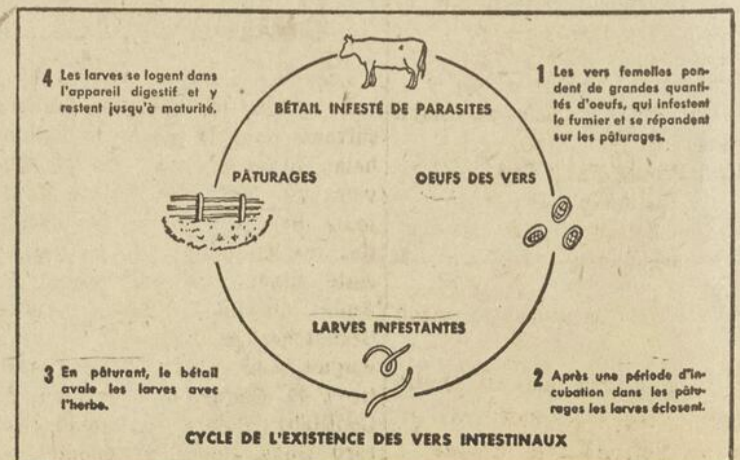 4 Les larves se logent dans
l'appareil digestif et y
restent jusqu'à maturité.
1 Les vers femelles pon-
dent de grandes quanti-
tés d'oeufs, qui infestent
le fumier et se répandent
sur les pâturages.
BÉTAIL INFESTÉ DE PARASITES
PÂTURAGES
OEUFS DES VERS
LARVES INFESTANTES
3 En pâturant, le bétail
avale les larves avec
l'herbe.
2 Après une période d'in-
cubation dans les pâtu-
rages les larves éclosent.
CYCLE DE L'EXISTENCE DES VERS INTESTINAUX